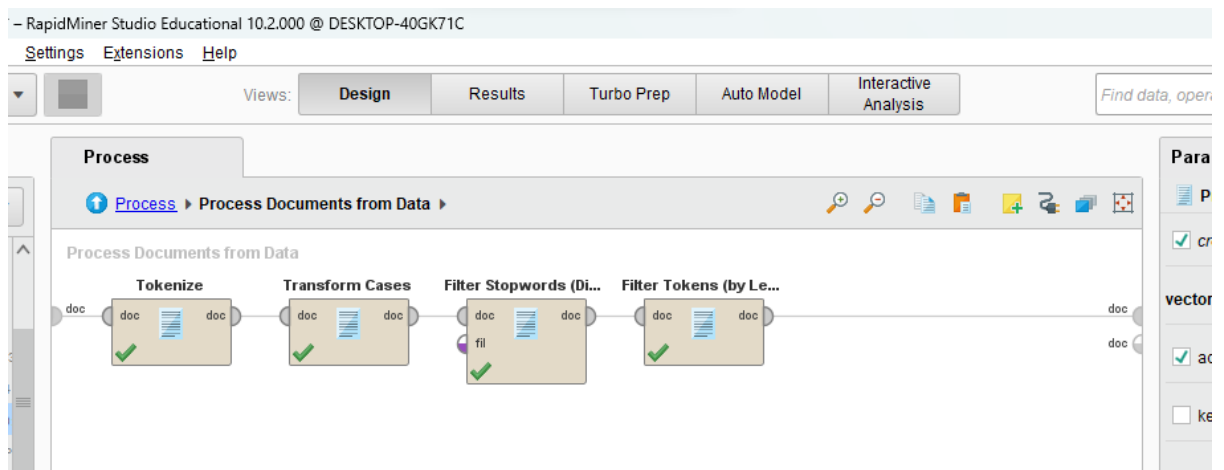 – RapidMiner Studio Educational 10.2.000 @ DESKTOP-40GK71C
Settings Extensions Help
Views: Design Results Turbo Prep Auto Model Interactive Analysis Find data, opera
Process Para
Process Process Documents from Data P
Process Documents from Data cr
Tokenize Transform Cases Filter Stopwords (Di... Filter Tokens (by Le...
vector
doc doc doc doc doc doc doc doc doc doc
fil doc
ac
ke